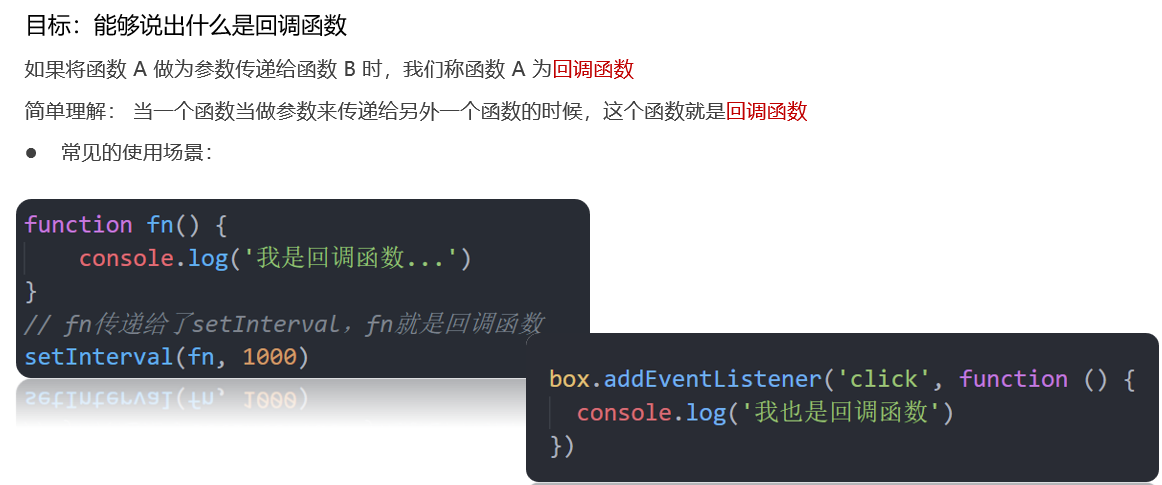 目标：能够说出什么是回调函数
如果将函数 A 做为参数传递给函数 B 时，我们称函数 A 为回调函数
简单理解： 当一个函数当做参数来传递给另外一个函数的时候，这个函数就是回调函数
● 常见的使用场景：
function fn() {
    console.log('我是回调函数...')
}
// fn传递给了setInterval，fn就是回调函数
setInterval(fn, 1000)
box.addEventListener('click', function () {
  console.log('我也是回调函数')
})